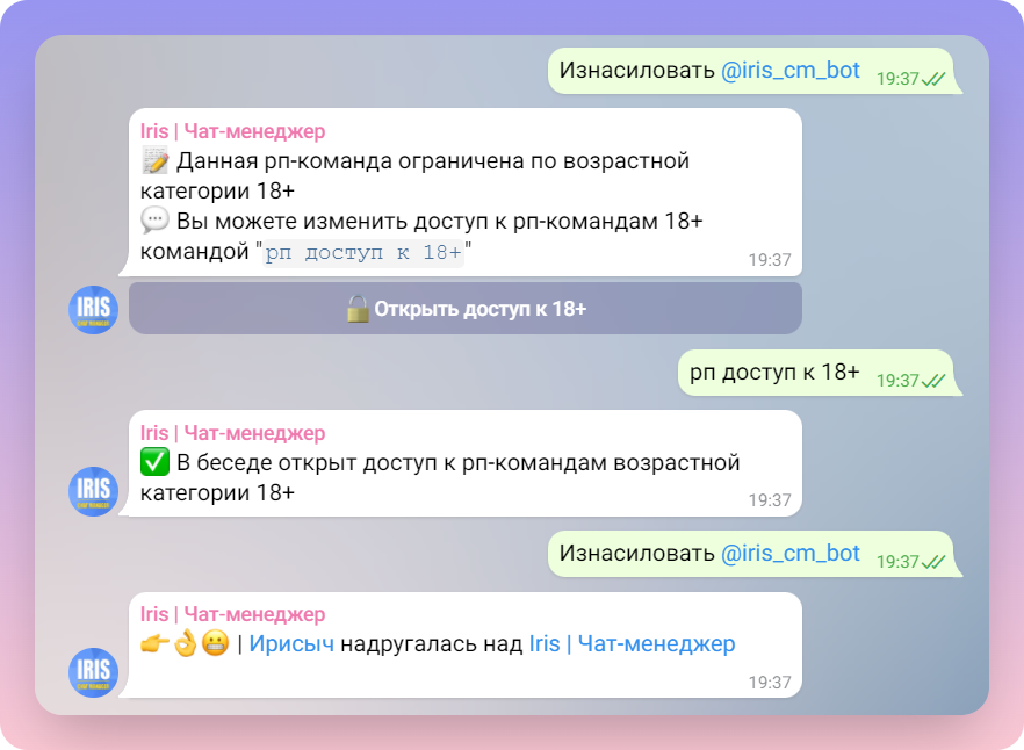 Изнасиловать @iris_cm_bot 19:37
Iris | Чат-менеджер
📝 Данная рп-команда ограничена по возрастной
категории 18+
💬 Вы можете изменить доступ к рп-командам 18+
командой "рп доступ к 18+" 19:37
IRIS
🔓 Открыть доступ к 18+
рп доступ к 18+ 19:37
Iris | Чат-менеджер
✅ В беседе открыт доступ к рп-командам возрастной
категории 18+ 19:37
IRIS
Изнасиловать @iris_cm_bot 19:37
Iris | Чат-менеджер
👉👌😬 | Ирисыч надругалась над Iris | Чат-менеджер
19:37
IRIS